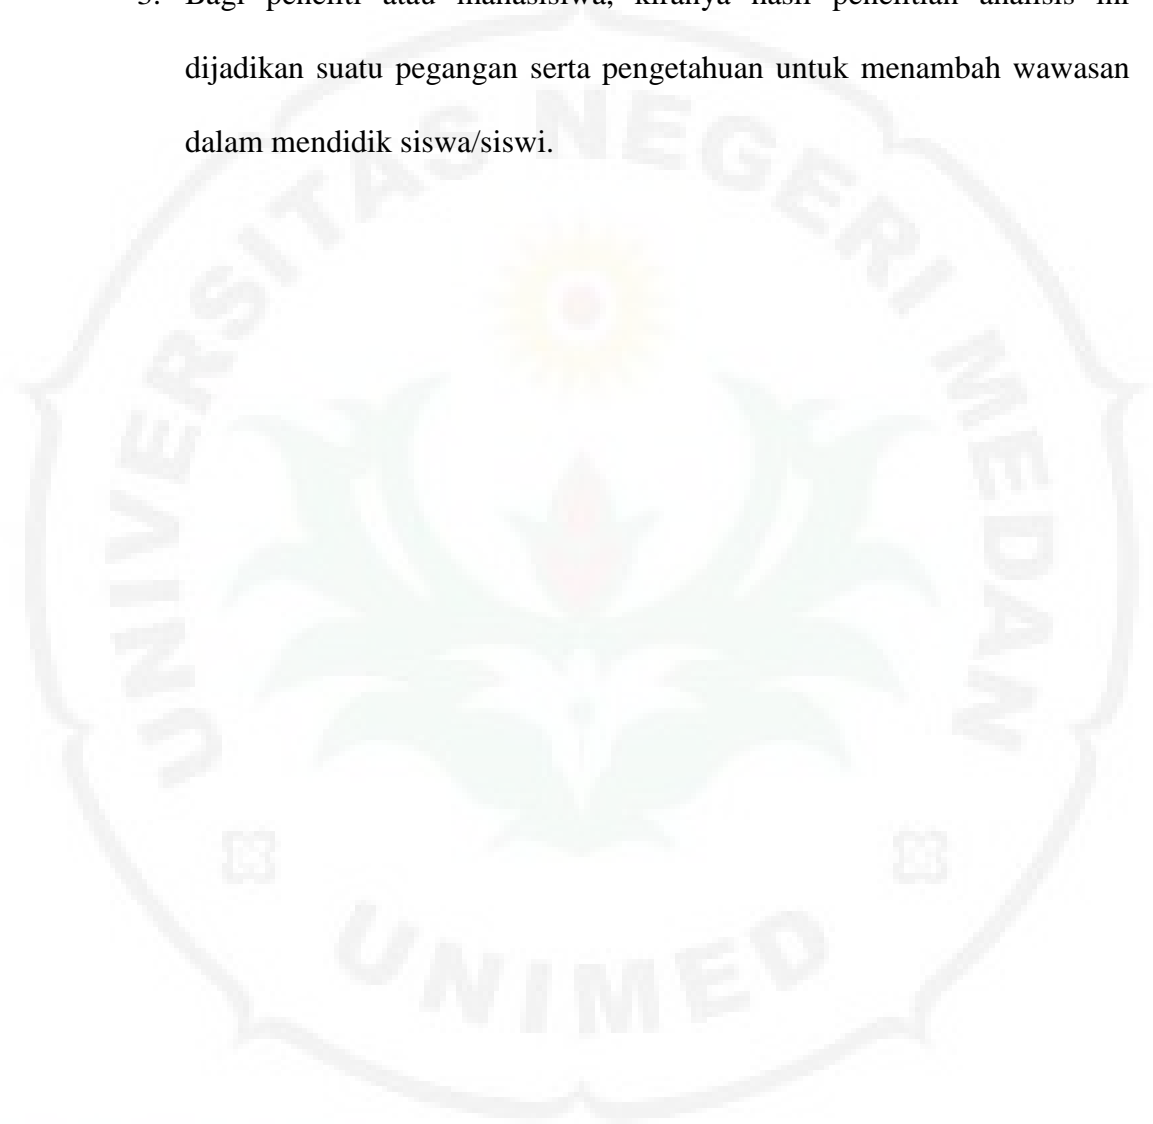 3. Bagi peneliti atau mahasisiwa, kiranya hasil penelitian analisis ini
dijadikan suatu pegangan serta pengetahuan untuk menambah wawasan
dalam mendidik siswa/siswi.
UNIVERSITAS NEGERI MEDAN
UNIMED